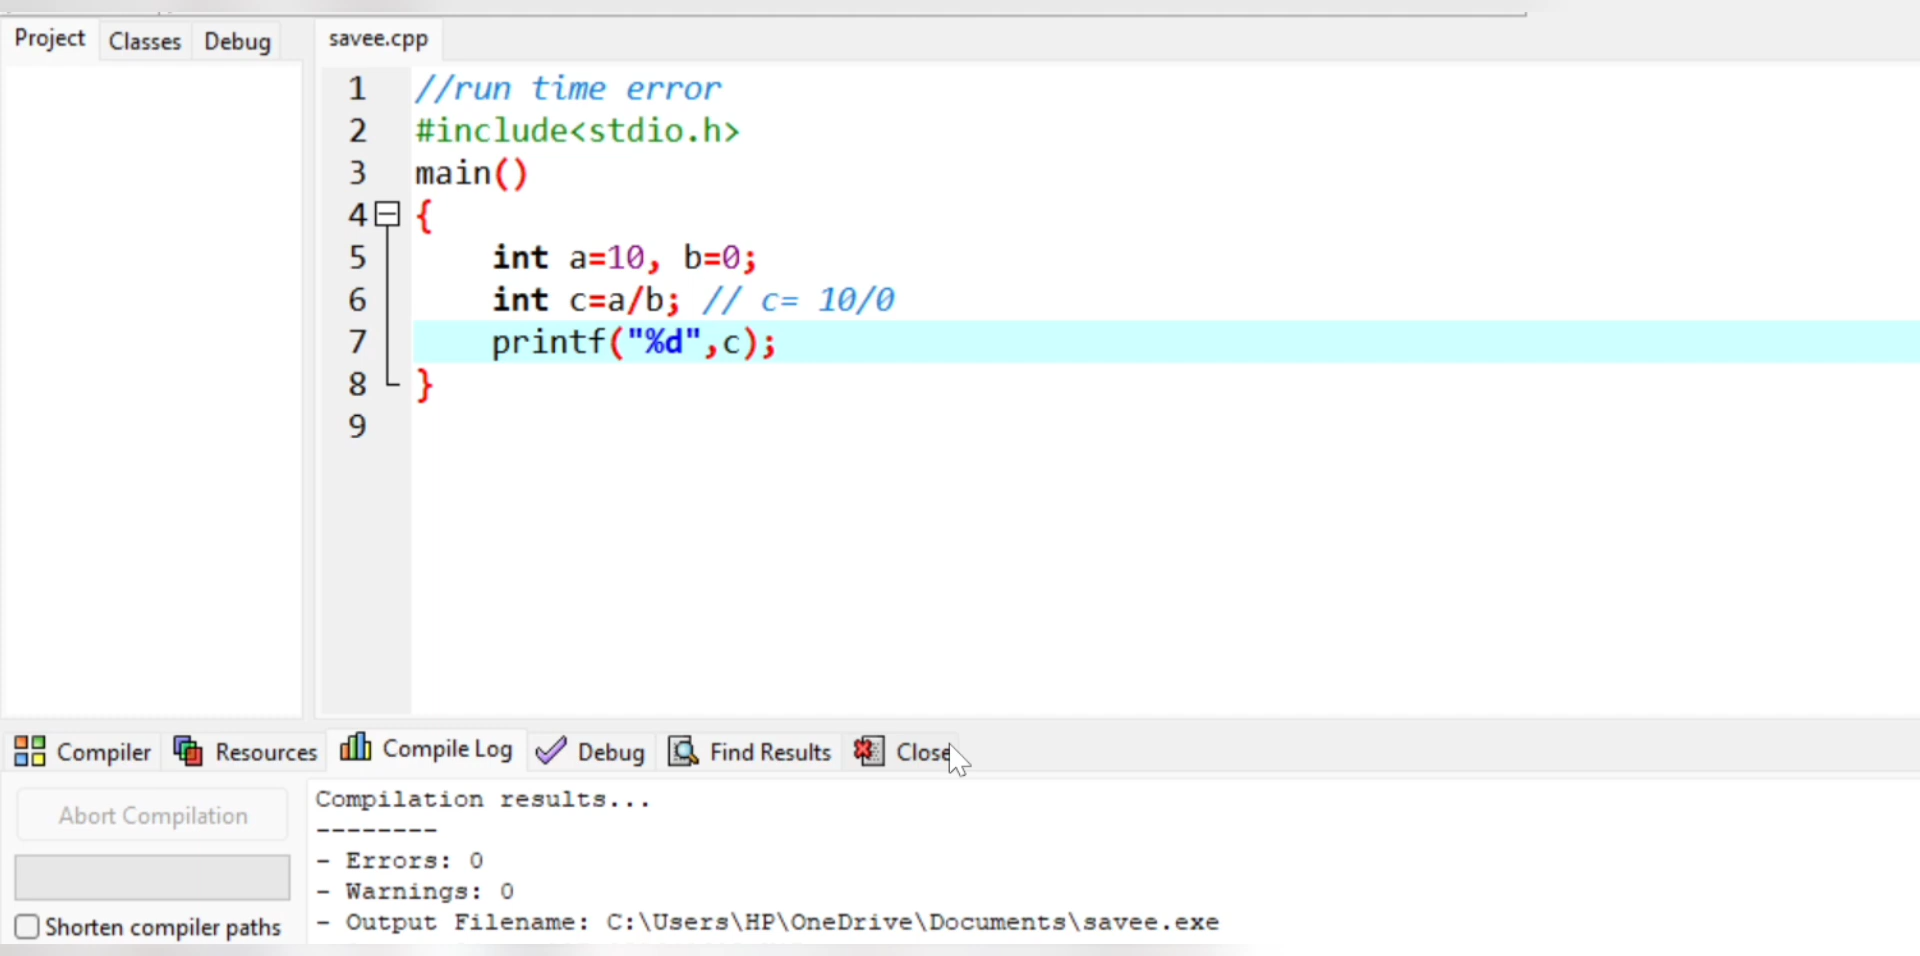 Project Classes Debug savee.cpp
1 //run time error
2 #include<stdio.h>
3 main()
4 {
5 int a=10, b=0;
6 int c=a/b; // c= 10/0
7 printf("%d",c);
8 }
9
Compiler Resources Compile Log Debug Find Results Close
Abort Compilation
Shorten compiler paths
Compilation results...
--------
- Errors: 0
- Warnings: 0
- Output Filename: C:\Users\HP\OneDrive\Documents\savee.exe